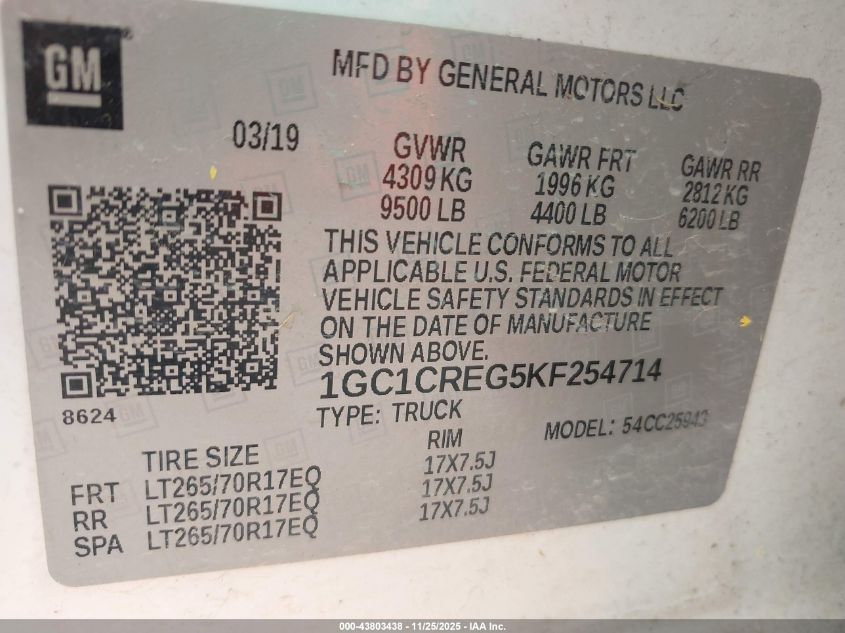 GM
MFD BY GENERAL MOTORS LLC
03/19
GVWR GAWR FRT GAWR RR
4309 KG 1996 KG 2812 KG
9500 LB 4400 LB 6200 LB
THIS VEHICLE CONFORMS TO ALL
APPLICABLE U.S. FEDERAL MOTOR
VEHICLE SAFETY STANDARDS IN EFFECT
ON THE DATE OF MANUFACTURE
SHOWN ABOVE.
1GC1CREG5KF254714
8624
TYPE: TRUCK MODEL: 54CC25943
TIRE SIZE RIM
FRT LT265/70R17EQ 17X7.5J
RR LT265/70R17EQ 17X7.5J
SPA LT265/70R17EQ 17X7.5J
000-43803438 - 11/25/2025 - IAA Inc.